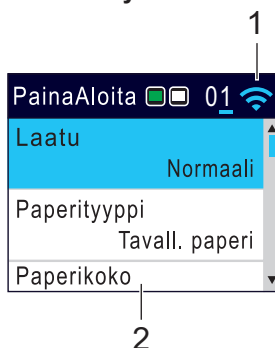 1
PainaAloita 01
Laatu
Normaali
Paperityyppi
Tavall. paperi
Paperikoko
2